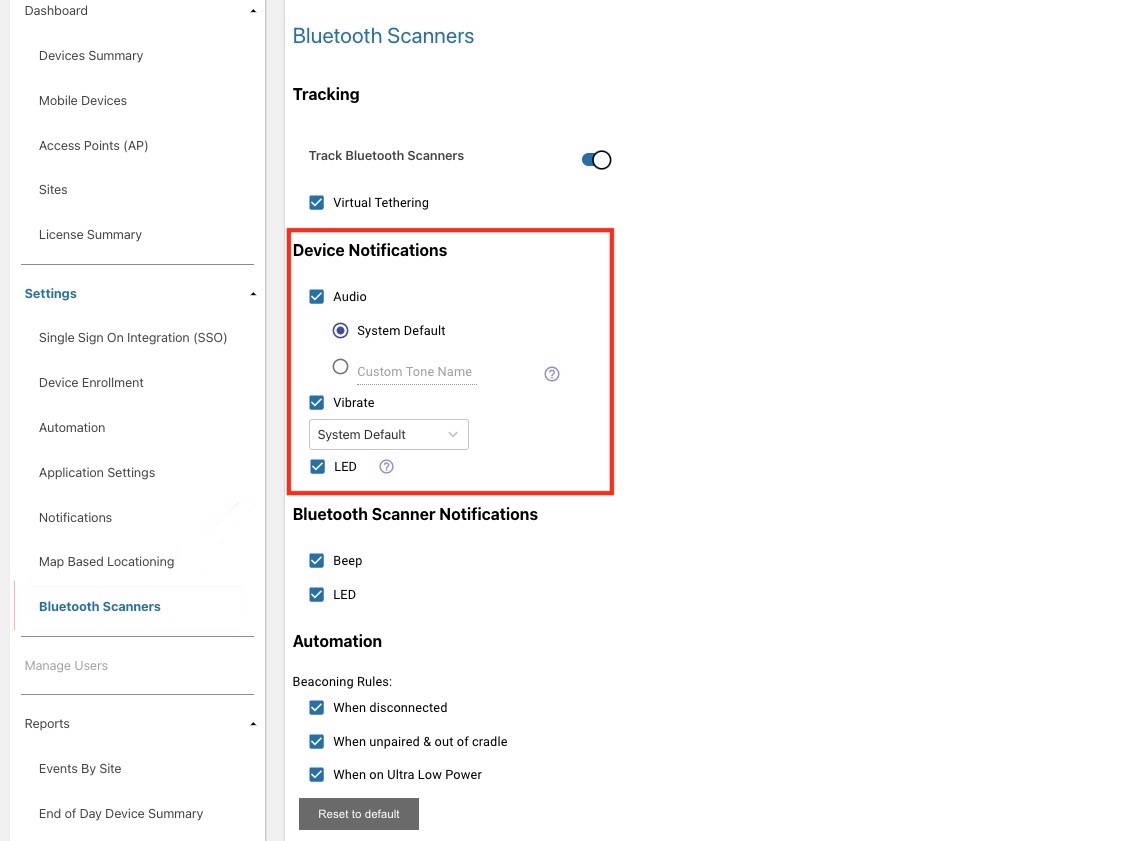 Dashboard
Devices Summary
Mobile Devices
Access Points (AP)
Sites
License Summary
Settings
Single Sign On Integration (SSO)
Device Enrollment
Automation
Application Settings
Notifications
Map Based Locationing
Bluetooth Scanners
Manage Users
Reports
Events By Site
End of Day Device Summary
Bluetooth Scanners
Tracking
Track Bluetooth Scanners
Virtual Tethering
Device Notifications
Audio
System Default
Custom Tone Name ?
Vibrate
System Default
LED ?
Bluetooth Scanner Notifications
Beep
LED
Automation
Beaconing Rules:
When disconnected
When unpaired & out of cradle
When on Ultra Low Power
Reset to default